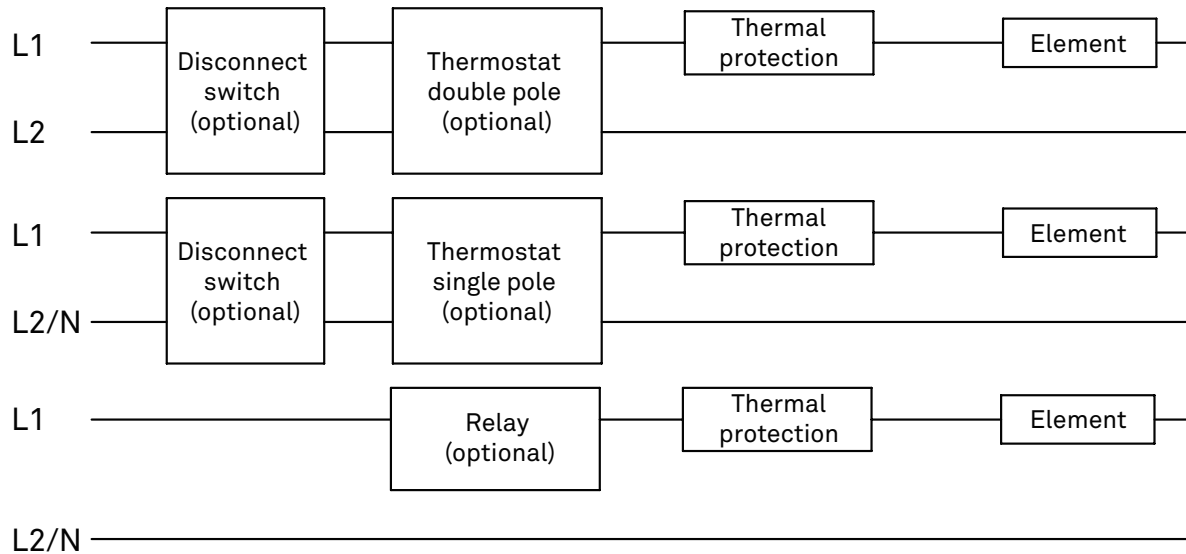 L1
Disconnect
switch
(optional)
Thermostat
double pole
(optional)
Thermal
protection
Element
L2
L1
Disconnect
switch
(optional)
Thermostat
single pole
(optional)
Thermal
protection
Element
L2/N
L1
Relay
(optional)
Thermal
protection
Element
L2/N